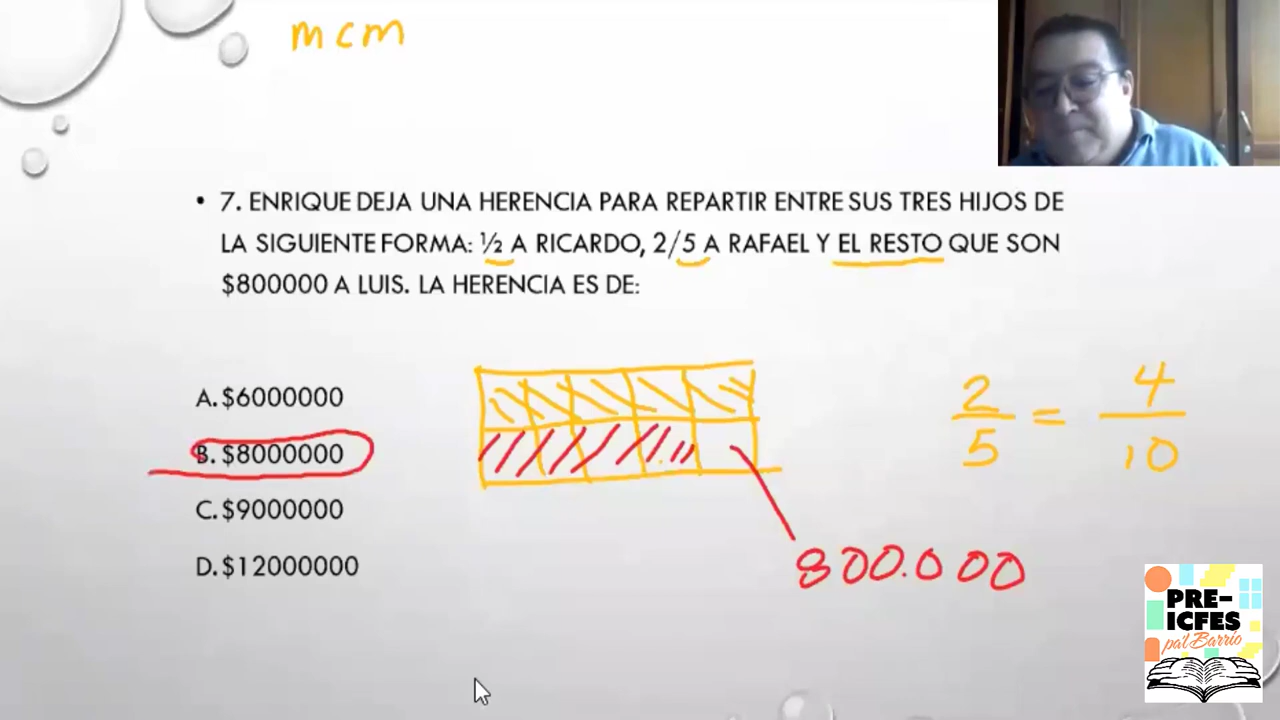 mcm
• 7. ENRIQUE DEJA UNA HERENCIA PARA REPARTIR ENTRE SUS TRES HIJOS DE
LA SIGUIENTE FORMA: ½ A RICARDO, 2/5 A RAFAEL Y EL RESTO QUE SON
$800000 A LUIS. LA HERENCIA ES DE:
A. $6000000
B. $8000000
C. $9000000
D. $12000000
2/5 = 4/10
800.000
PRE-
ICFES
pa'l Barrio